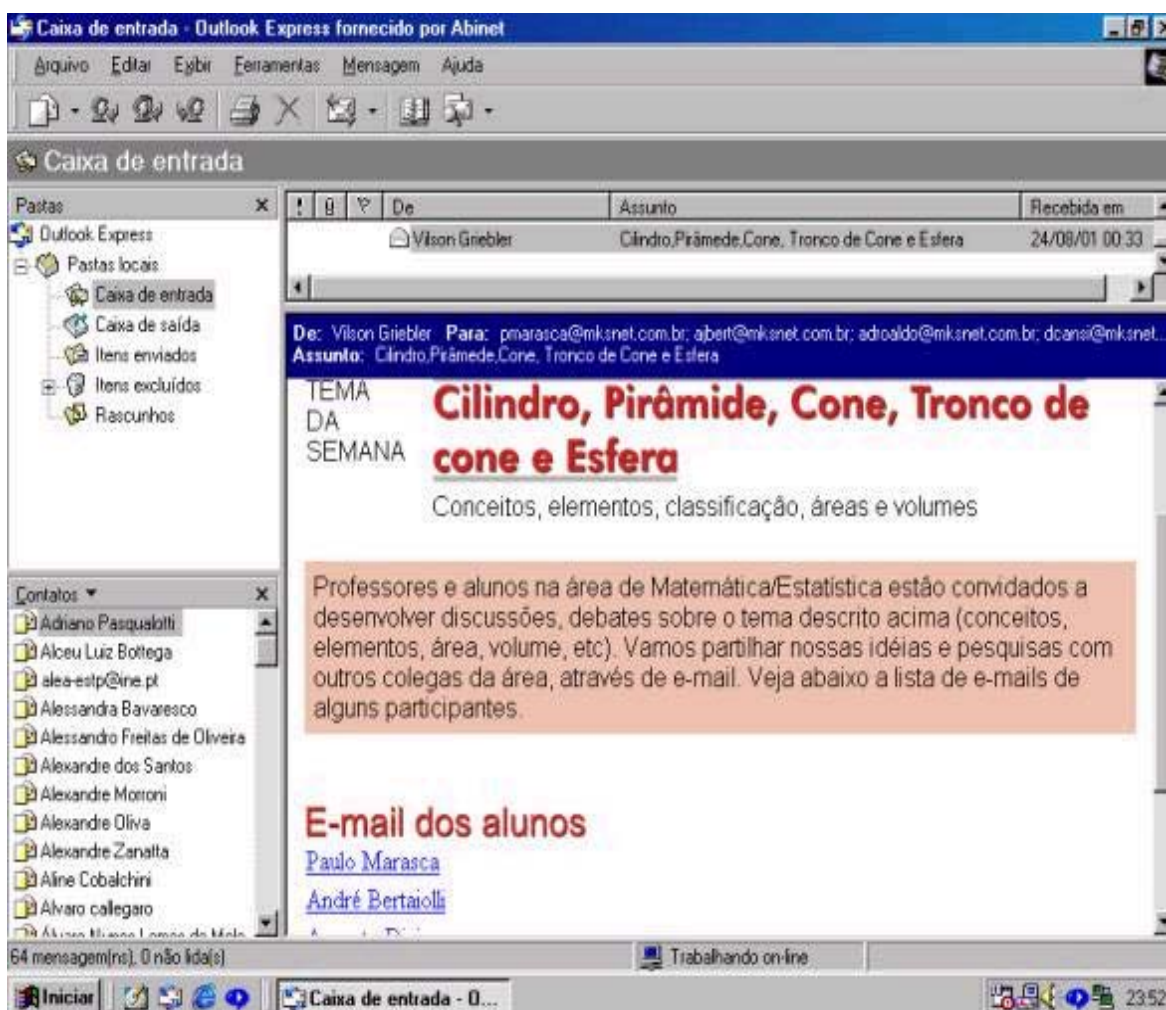 Caixa de entrada - Outlook Express fornecido por Abinet
Arquivo Editar Exibir Ferramentas Mensagem Ajuda
Caixa de entrada
Pastas
Outlook Express
Pastas locais
Caixa de entrada
Caixa de saída
Itens enviados
Itens excluídos
Rascunhos
De Assunto Recebida em
Vilson Griebler Cilindro,Pirâmede,Cone, Tronco de Cone e Esfera 24/08/01 00:33
De: Vilson Griebler Para: pmarasca@mksnet.com.br; ajbert@mksnet.com.br; adroaldo@mksnet.com.br; dcansi@mksnet...
Assunto: Cilindro,Pirâmede,Cone, Tronco de Cone e Esfera
TEMA
DA
SEMANA
Cilindro, Pirâmide, Cone, Tronco de
cone e Esfera
Conceitos, elementos, classificação, áreas e volumes
Professores e alunos na área de Matemática/Estatística estão convidados a
desenvolver discussões, debates sobre o tema descrito acima (conceitos,
elementos, área, volume, etc). Vamos partilhar nossas idéias e pesquisas com
outros colegas da área, através de e-mail. Veja abaixo a lista de e-mails de
alguns participantes.
E-mail dos alunos
Paulo Marasca
André Bertaiolli
Contatos
Adriano Pasqualotti
Alceu Luiz Bottega
alea-estp@ine.pt
Alessandra Bavaresco
Alessandro Freitas de Oliveira
Alexandre dos Santos
Alexandre Morroni
Alexandre Oliva
Alexandre Zanatta
Aline Cobalchini
Alvaro callegaro
64 mensagem(ns), 0 não lida(s) Trabalhando on-line
Iniciar Caixa de entrada - O... 23:52